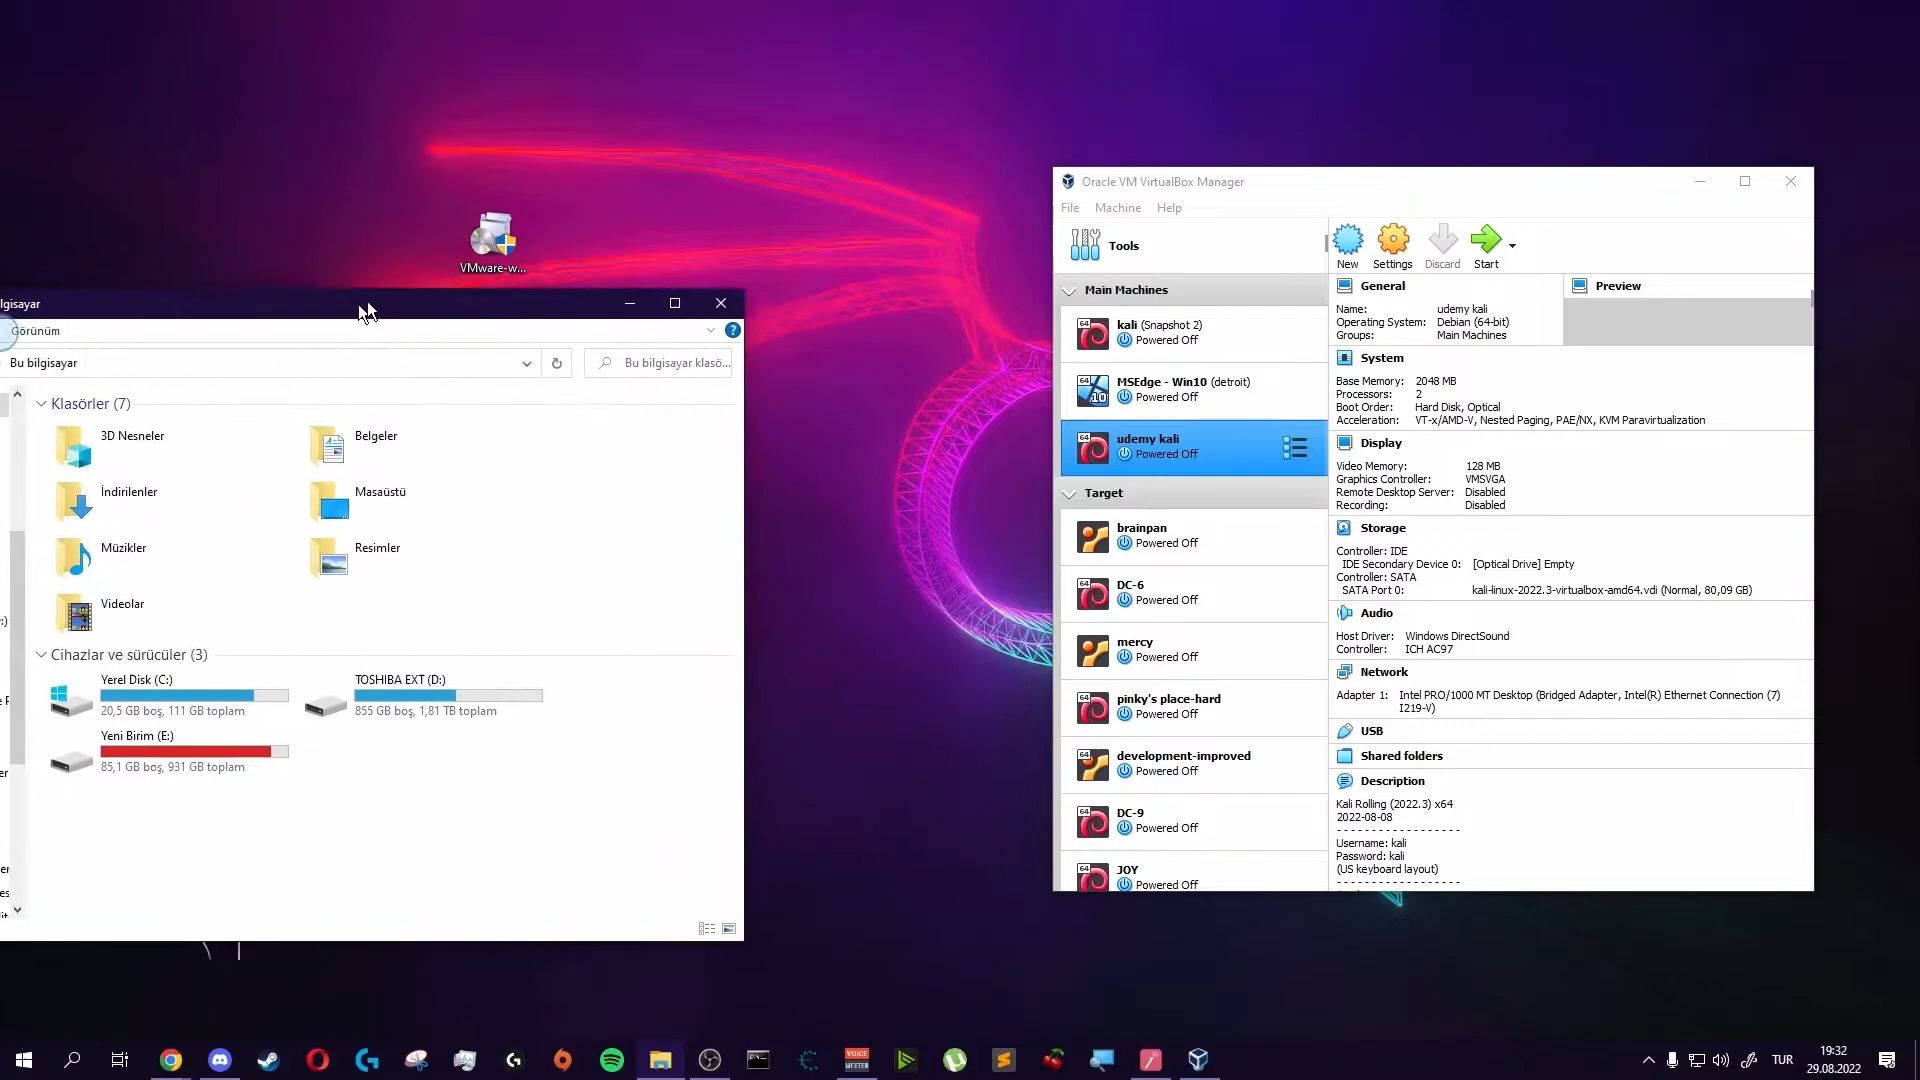 VMware-w...
lgisayar
Görünüm
Bu bilgisayar
Bu bilgisayar klasö...
Klasörler (7)
3D Nesneler
Belgeler
İndirilenler
Masaüstü
Müzikler
Resimler
Videolar
Cihazlar ve sürücüler (3)
Yerel Disk (C:)
20,5 GB boş, 111 GB toplam
TOSHIBA EXT (D:)
855 GB boş, 1,81 TB toplam
Yeni Birim (E:)
85,1 GB boş, 931 GB toplam
Oracle VM VirtualBox Manager
File Machine Help
Tools
New Settings Discard Start
Main Machines
kali (Snapshot 2)
Powered Off
MSEdge - Win10 (detroit)
Powered Off
udemy kali
Powered Off
Target
brainpan
Powered Off
DC-6
Powered Off
mercy
Powered Off
pinky's place-hard
Powered Off
development-improved
Powered Off
DC-9
Powered Off
JOY
Powered Off
General
Name: udemy kali
Operating System: Debian (64-bit)
Groups: Main Machines
Preview
System
Base Memory: 2048 MB
Processors: 2
Boot Order: Hard Disk, Optical
Acceleration: VT-x/AMD-V, Nested Paging, PAE/NX, KVM Paravirtualization
Display
Video Memory: 128 MB
Graphics Controller: VMSVGA
Remote Desktop Server: Disabled
Recording: Disabled
Storage
Controller: IDE
IDE Secondary Device 0: [Optical Drive] Empty
Controller: SATA
SATA Port 0: kali-linux-2022.3-virtualbox-amd64.vdi (Normal, 80,09 GB)
Audio
Host Driver: Windows DirectSound
Controller: ICH AC97
Network
Adapter 1: Intel PRO/1000 MT Desktop (Bridged Adapter, Intel(R) Ethernet Connection (7)
I219-V)
USB
Shared folders
Description
Kali Rolling (2022.3) x64
2022-08-08
- - - - - - - - - - - - - - - - - -
Username: kali
Password: kali
(US keyboard layout)
- - - - - - - - - - - - - - - - - -
VOICE
MEETER
TUR
19:32
29.08.2022